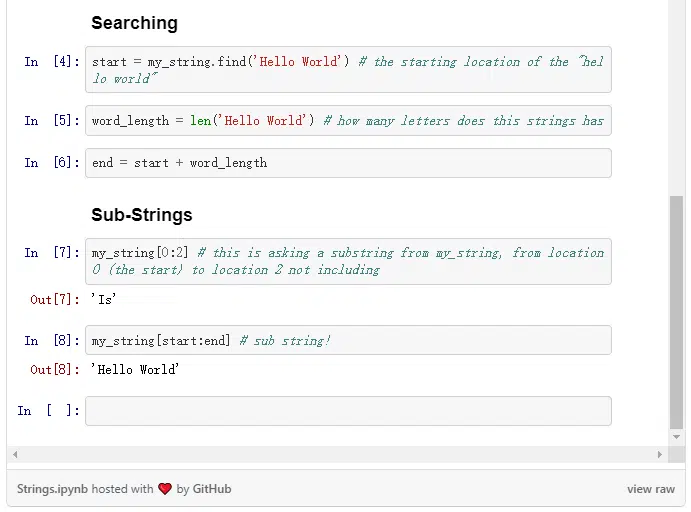 Searching
In [4]: start = my_string.find('Hello World') # the starting location of the "hel
lo world"
In [5]: word_length = len('Hello World') # how many letters does this strings has
In [6]: end = start + word_length
Sub-Strings
In [7]: my_string[0:2] # this is asking a substring from my_string, from location
0 (the start) to location 2 not including
Out[7]: 'Is'
In [8]: my_string[start:end] # sub string!
Out[8]: 'Hello World'
In [ ]:
Strings.ipynb hosted with ❤ by GitHub view raw